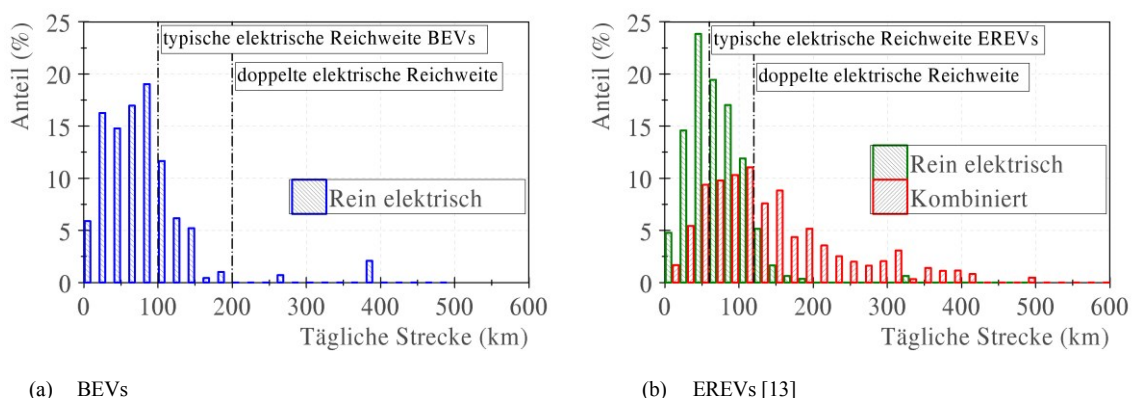 25
20
15
10
5
0
Anteil (%)
typische elektrische Reichweite BEVs
doppelte elektrische Reichweite
Rein elektrisch
0 100 200 300 400 500 600
Tägliche Strecke (km)
(a) BEVs
25
20
15
10
5
0
Anteil (%)
typische elektrische Reichweite EREVs
doppelte elektrische Reichweite
Rein elektrisch
Kombiniert
0 100 200 300 400 500 600
Tägliche Strecke (km)
(b) EREVs [13]